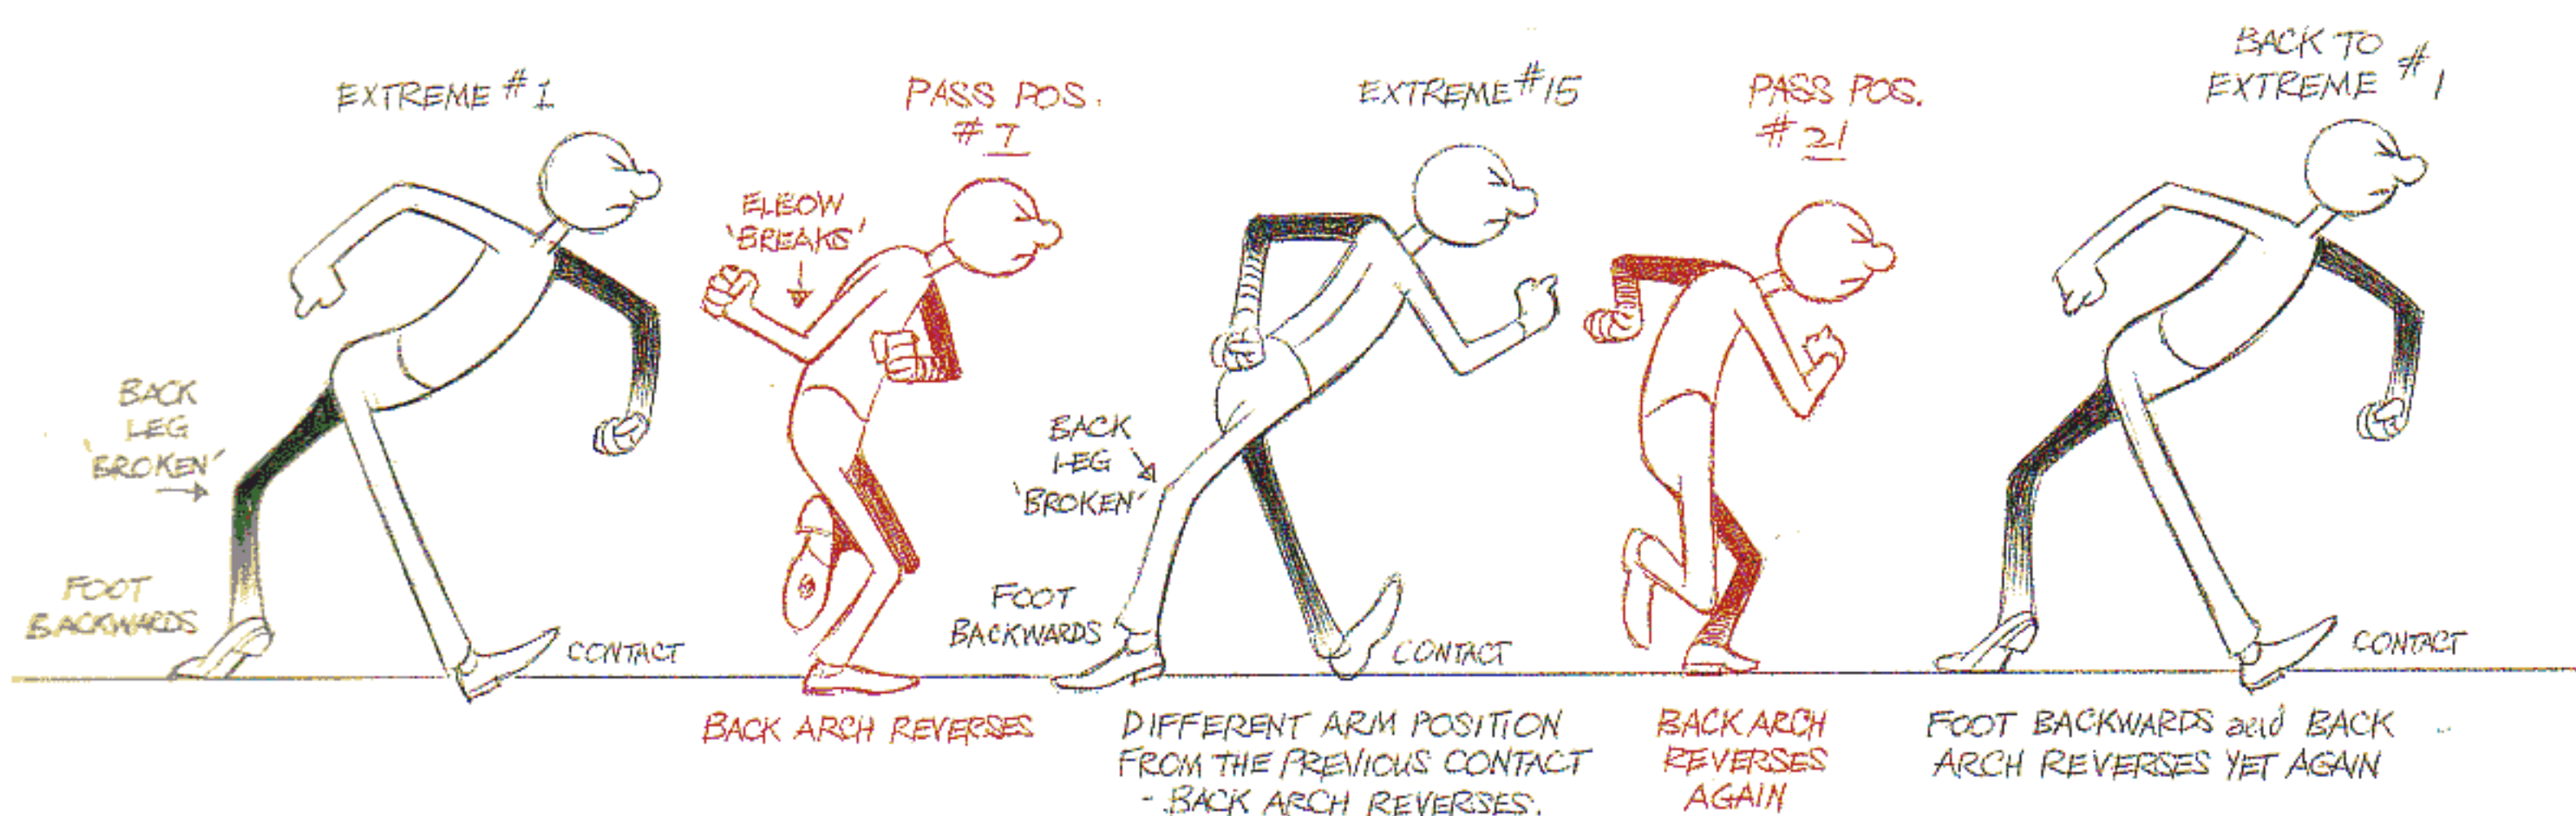 EXTREME #1
BACK
LEG
'BROKEN'
FOOT
BACKWARDS
CONTACT
PASS POS.
# 7
ELBOW
'BREAKS'
BACK ARCH REVERSES
EXTREME #15
BACK
LEG
'BROKEN'
FOOT
BACKWARDS
CONTACT
DIFFERENT ARM POSITION
FROM THE PREVIOUS CONTACT
- BACK ARCH REVERSES.
PASS POS.
# 21
BACK ARCH
REVERSES
AGAIN
BACK TO
EXTREME #1
CONTACT
FOOT BACKWARDS and BACK
ARCH REVERSES YET AGAIN